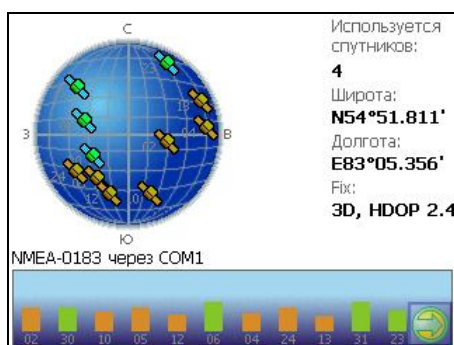 С
Используется
спутников:
4
Широта:
N54°51.811'
З
В
Долгота:
E83°05.356'
Fix:
3D, HDOP 2.4
Ю
NMEA-0183 через COM1
02 30 10 05 12 06 04 24 13 31 23